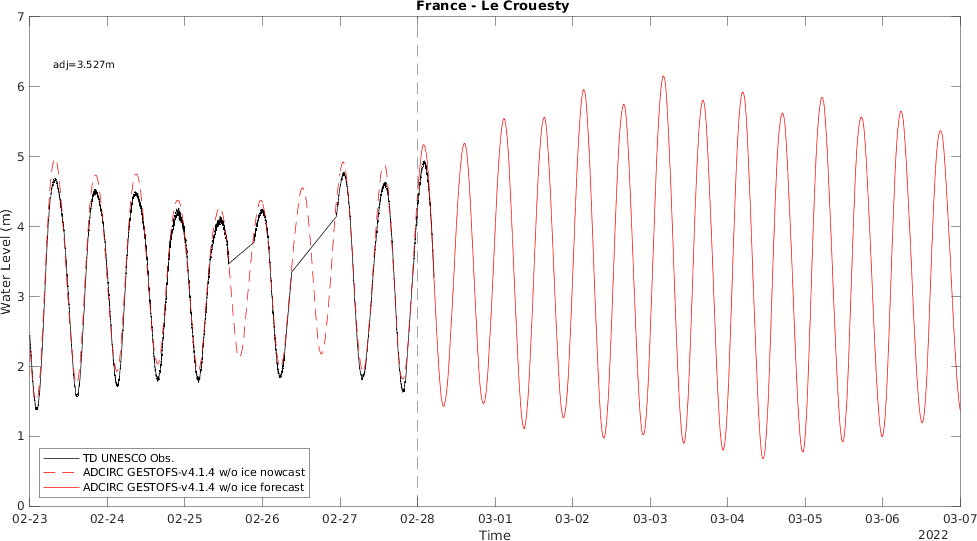 France - Le Crouesty
7
6
5
4
3
2
1
0
Water Level (m)
adj=3.527m
TD UNESCO Obs.
ADCIRC GESTOFS-v4.1.4 w/o ice nowcast
ADCIRC GESTOFS-v4.1.4 w/o ice forecast
02-23 02-24 02-25 02-26 02-27 02-28 03-01 03-02 03-03 03-04 03-05 03-06 03-07
Time
2022